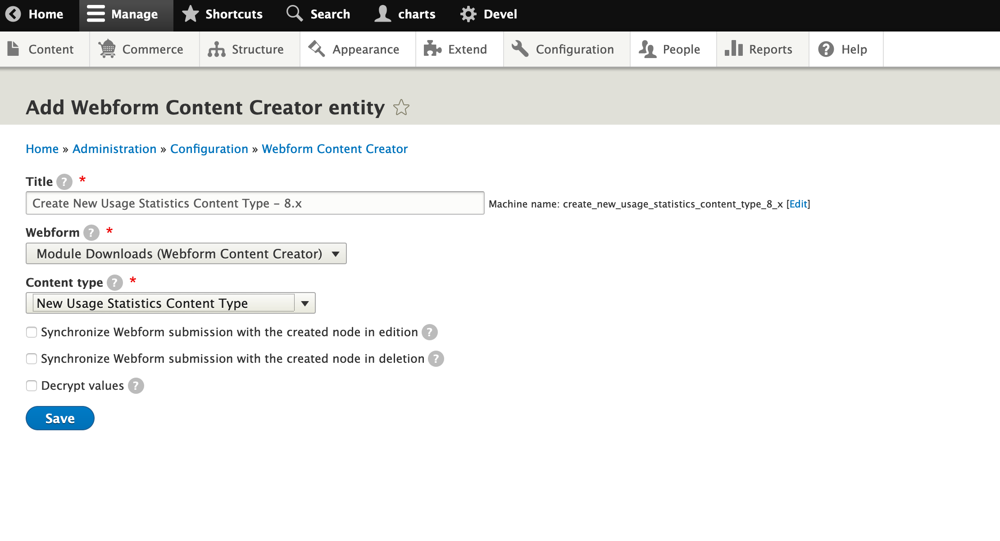 Home Manage Shortcuts Search charts Devel
Content Commerce Structure Appearance Extend Configuration People Reports ? Help
Add Webform Content Creator entity
Home » Administration » Configuration » Webform Content Creator
Title ? *
Create New Usage Statistics Content Type – 8.x Machine name: create_new_usage_statistics_content_type_8_x [Edit]
Webform ? *
Module Downloads (Webform Content Creator)
Content type ? *
New Usage Statistics Content Type
Synchronize Webform submission with the created node in edition ?
Synchronize Webform submission with the created node in deletion ?
Decrypt values ?
Save